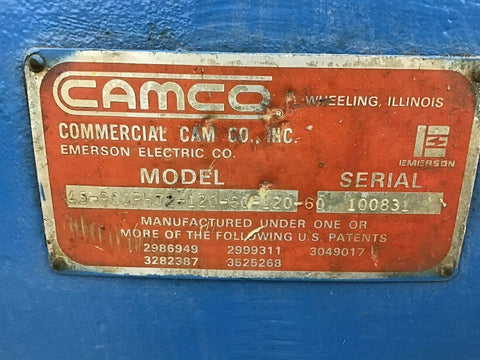 CAMCO
WHEELING, ILLINOIS
COMMERCIAL CAM CO., INC.
EMERSON ELECTRIC CO.
EMERSON
MODEL SERIAL
100831
MANUFACTURED UNDER ONE OR
MORE OF THE FOLLOWING U.S. PATENTS
2986949 2999311 3049017
3282387 3525268